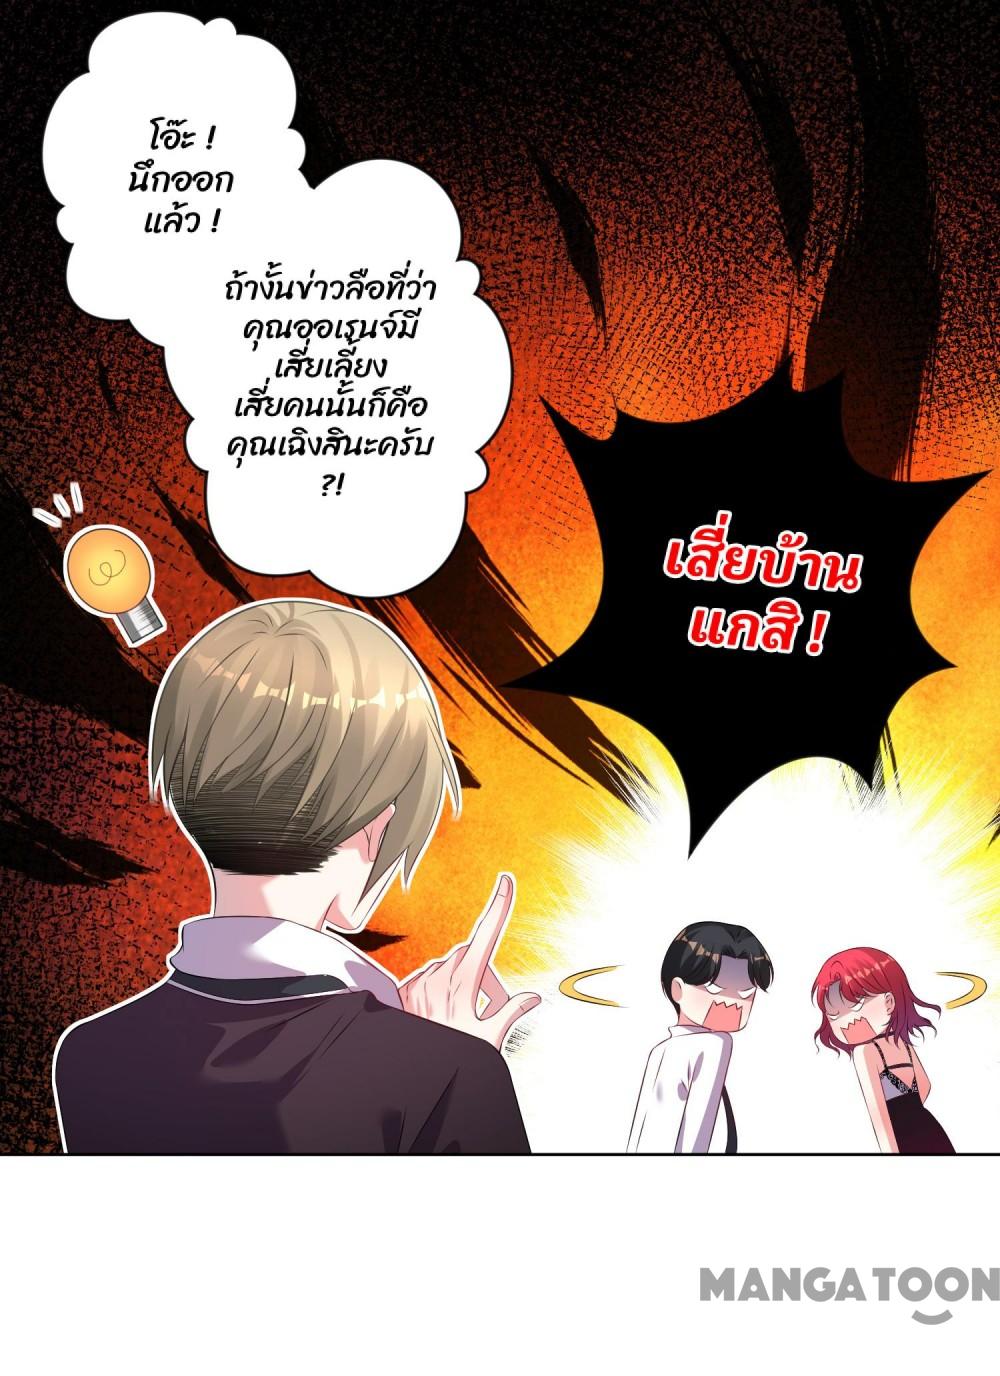 โอ๊ะ !
นึกออก
แล้ว !
ถ้างั้นข่าวลือที่ว่า
คุณออเรนจ์มี
เสี่ยเลี้ยง
เสี่ยคนนั้นก็คือ
คุณเฉิงสินะครับ
?!
เสี่ยบ้าน
แกสิ !
MANGATOON